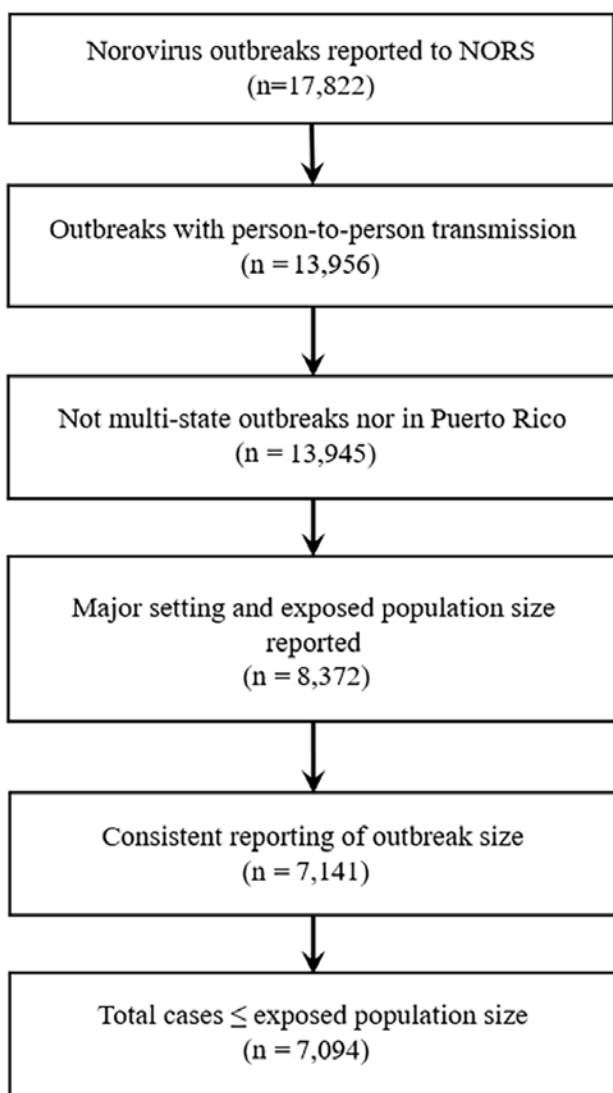 Norovirus outbreaks reported to NORS
(n=17,822)
Outbreaks with person-to-person transmission
(n = 13,956)
Not multi-state outbreaks nor in Puerto Rico
(n = 13,945)
Major setting and exposed population size
reported
(n = 8,372)
Consistent reporting of outbreak size
(n = 7,141)
Total cases ≤ exposed population size
(n = 7,094)